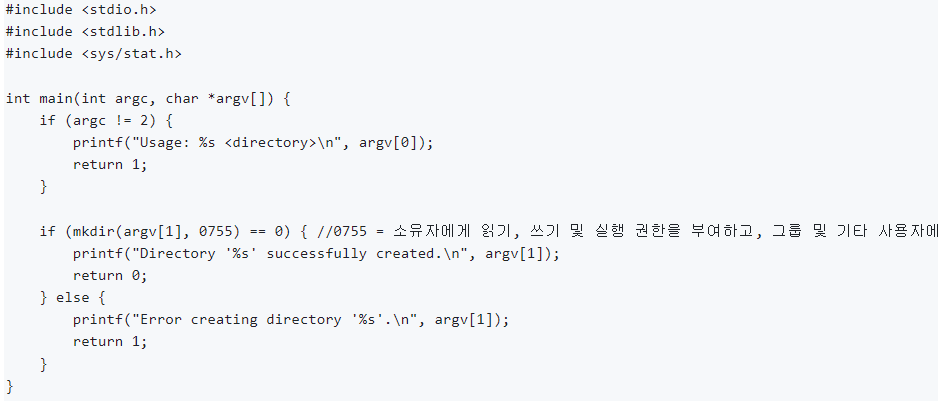 #include <stdio.h>
#include <stdlib.h>
#include <sys/stat.h>
int main(int argc, char *argv[]) {
if (argc != 2) {
printf("Usage: %s <directory>\n", argv[0]);
return 1;
}
if (mkdir(argv[1], 0755) == 0) { //0755 = 소유자에게 읽기, 쓰기 및 실행 권한을 부여하고, 그룹 및 기타 사용자에
printf("Directory '%s' successfully created.\n", argv[1]);
return 0;
} else {
printf("Error creating directory '%s'.\n", argv[1]);
return 1;
}
}